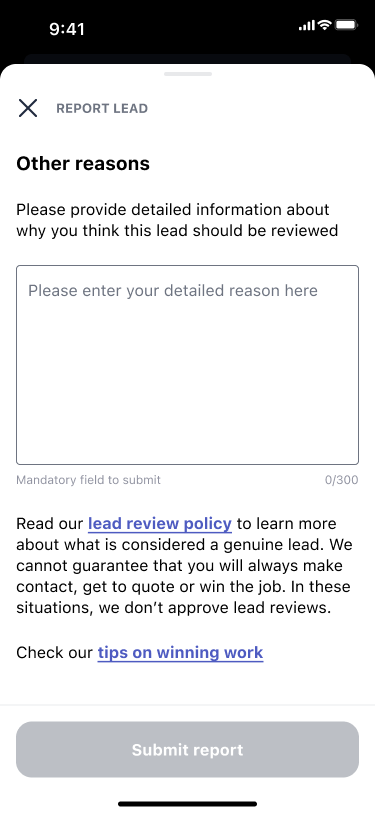 9:41
REPORT LEAD
Other reasons
Please provide detailed information about
why you think this lead should be reviewed
Please enter your detailed reason here
Mandatory field to submit 0/300
Read our lead review policy to learn more
about what is considered a genuine lead. We
cannot guarantee that you will always make
contact, get to quote or win the job. In these
situations, we don’t approve lead reviews.
Check our tips on winning work
Submit report